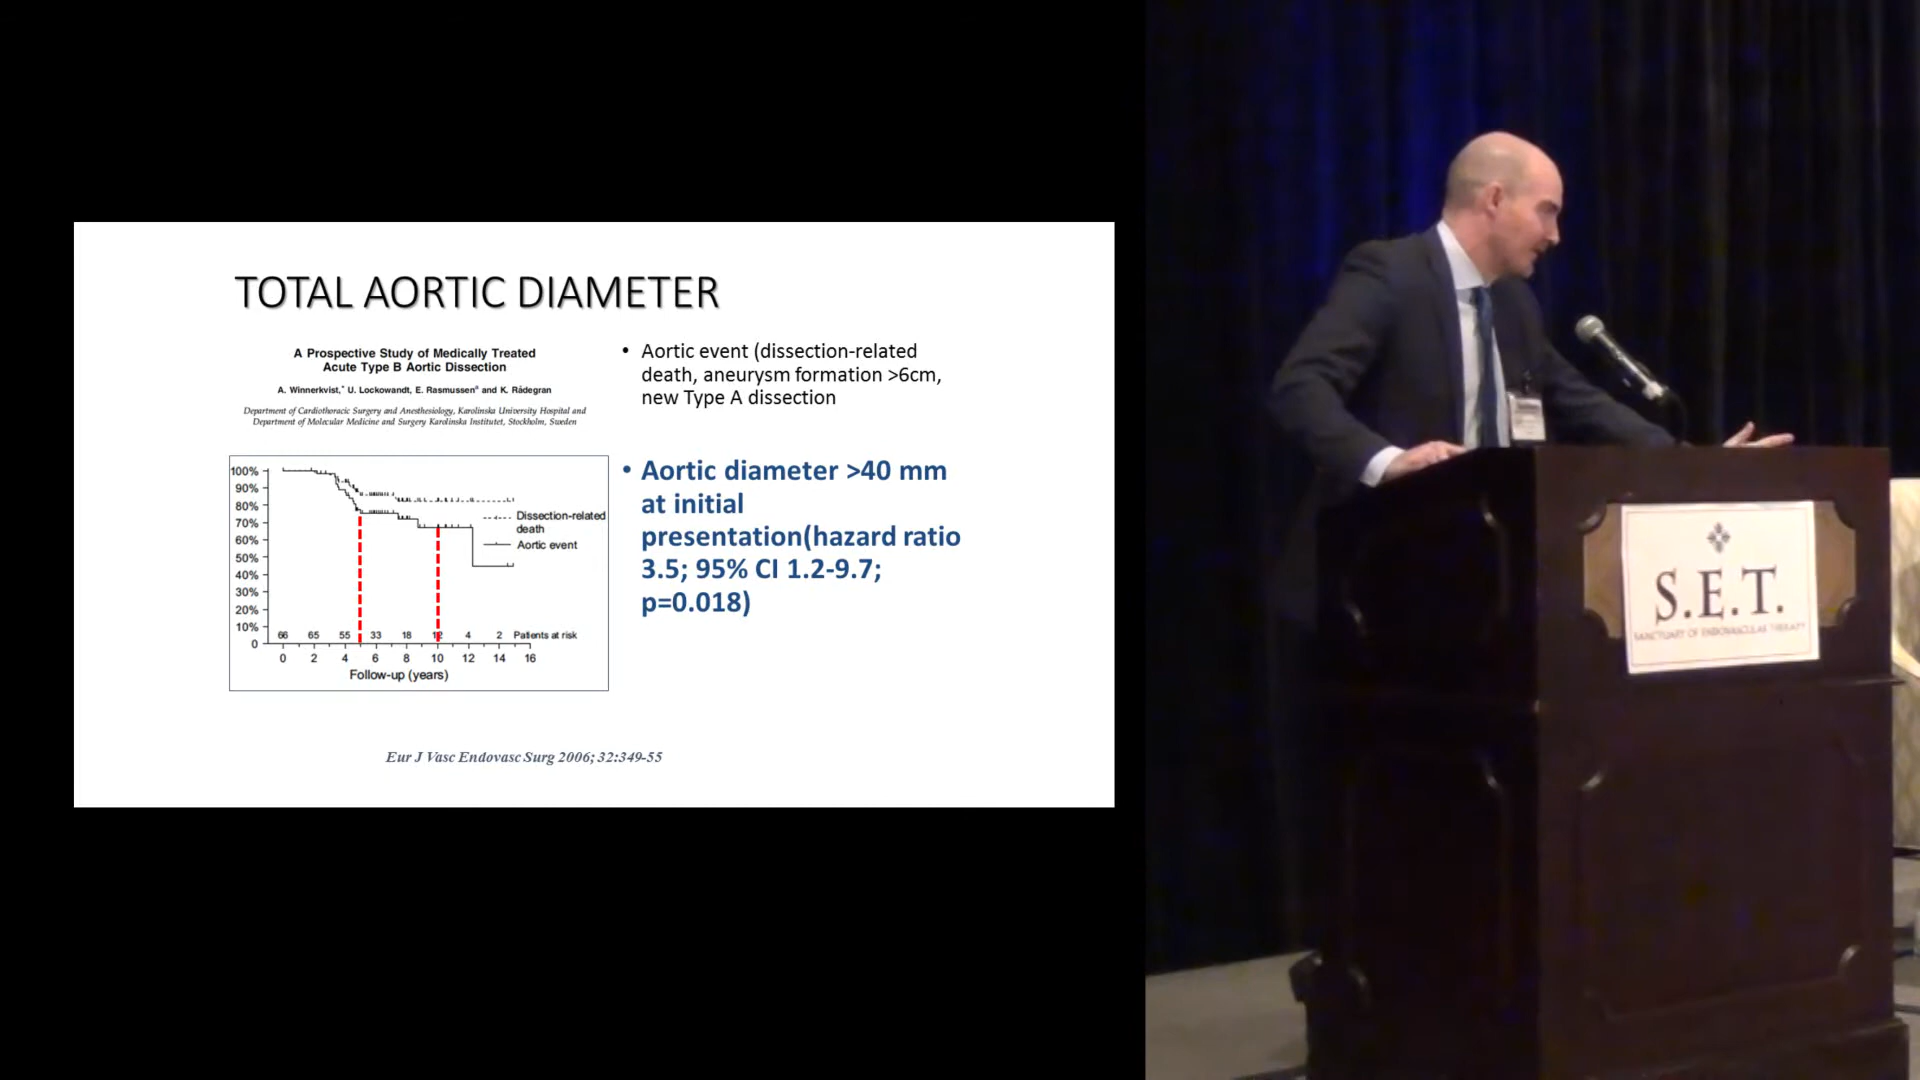 TOTAL AORTIC DIAMETER
A Prospective Study of Medically Treated
Acute Type B Aortic Dissection
A. Winnerkvist,* U. Lockowandt, E. Rasmussen and K. Rådegran
Department of Cardiothoracic Surgery and Anesthesiology, Karolinska University Hospital and
Department of Molecular Medicine and Surgery Karolinska Institutet, Stockholm, Sweden
• Aortic event (dissection-related
death, aneurysm formation >6cm,
new Type A dissection
• Aortic diameter >40 mm
at initial
presentation(hazard ratio
3.5; 95% CI 1.2-9.7;
p=0.018)
100%
90%
80%
70%
60%
50%
40%
30%
20%
10%
0
Dissection-related
death
Aortic event
66 65 55 33 18 12 4 2 Patients at risk
0 2 4 6 8 10 12 14 16
Follow-up (years)
Eur J Vasc Endovasc Surg 2006; 32:349-55
S.E.T.
SANCTUARY OF ENDOVASCULAR THERAPY